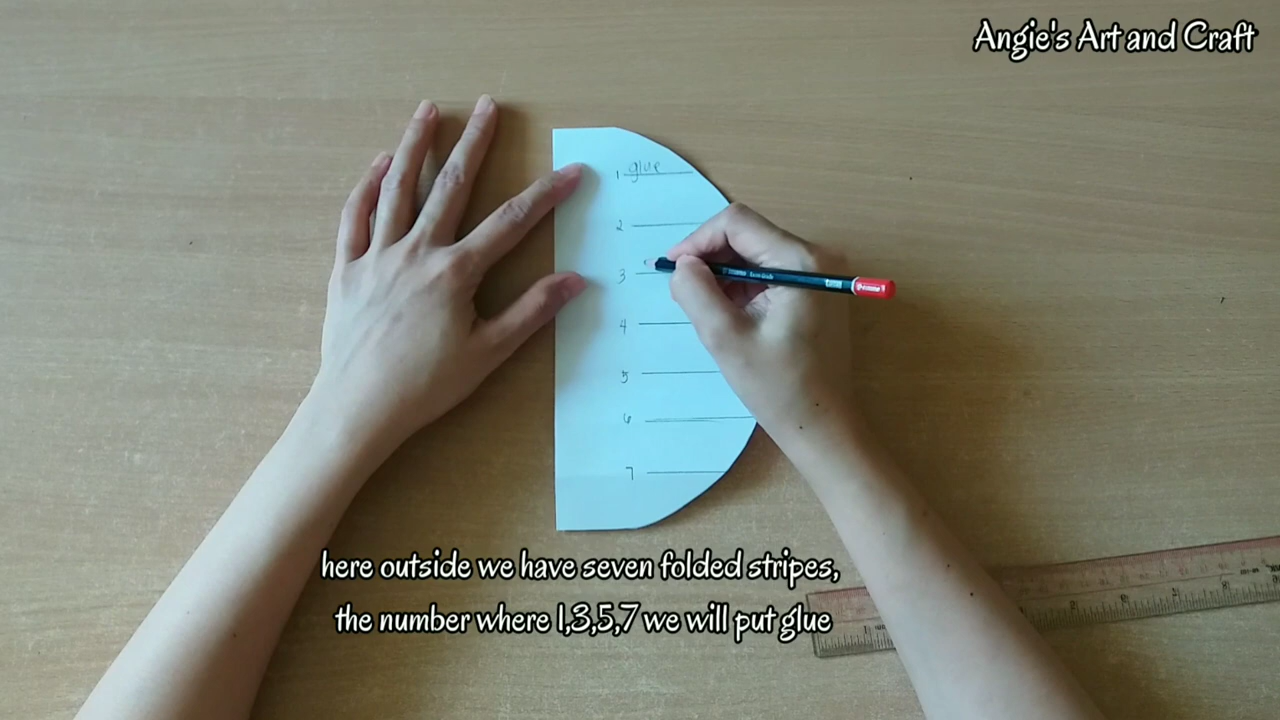 Angie's Art and Craft
1 glue
2
3
4
5
6
7
here outside we have seven folded stripes,
the number where 1,3,5,7 we will put glue